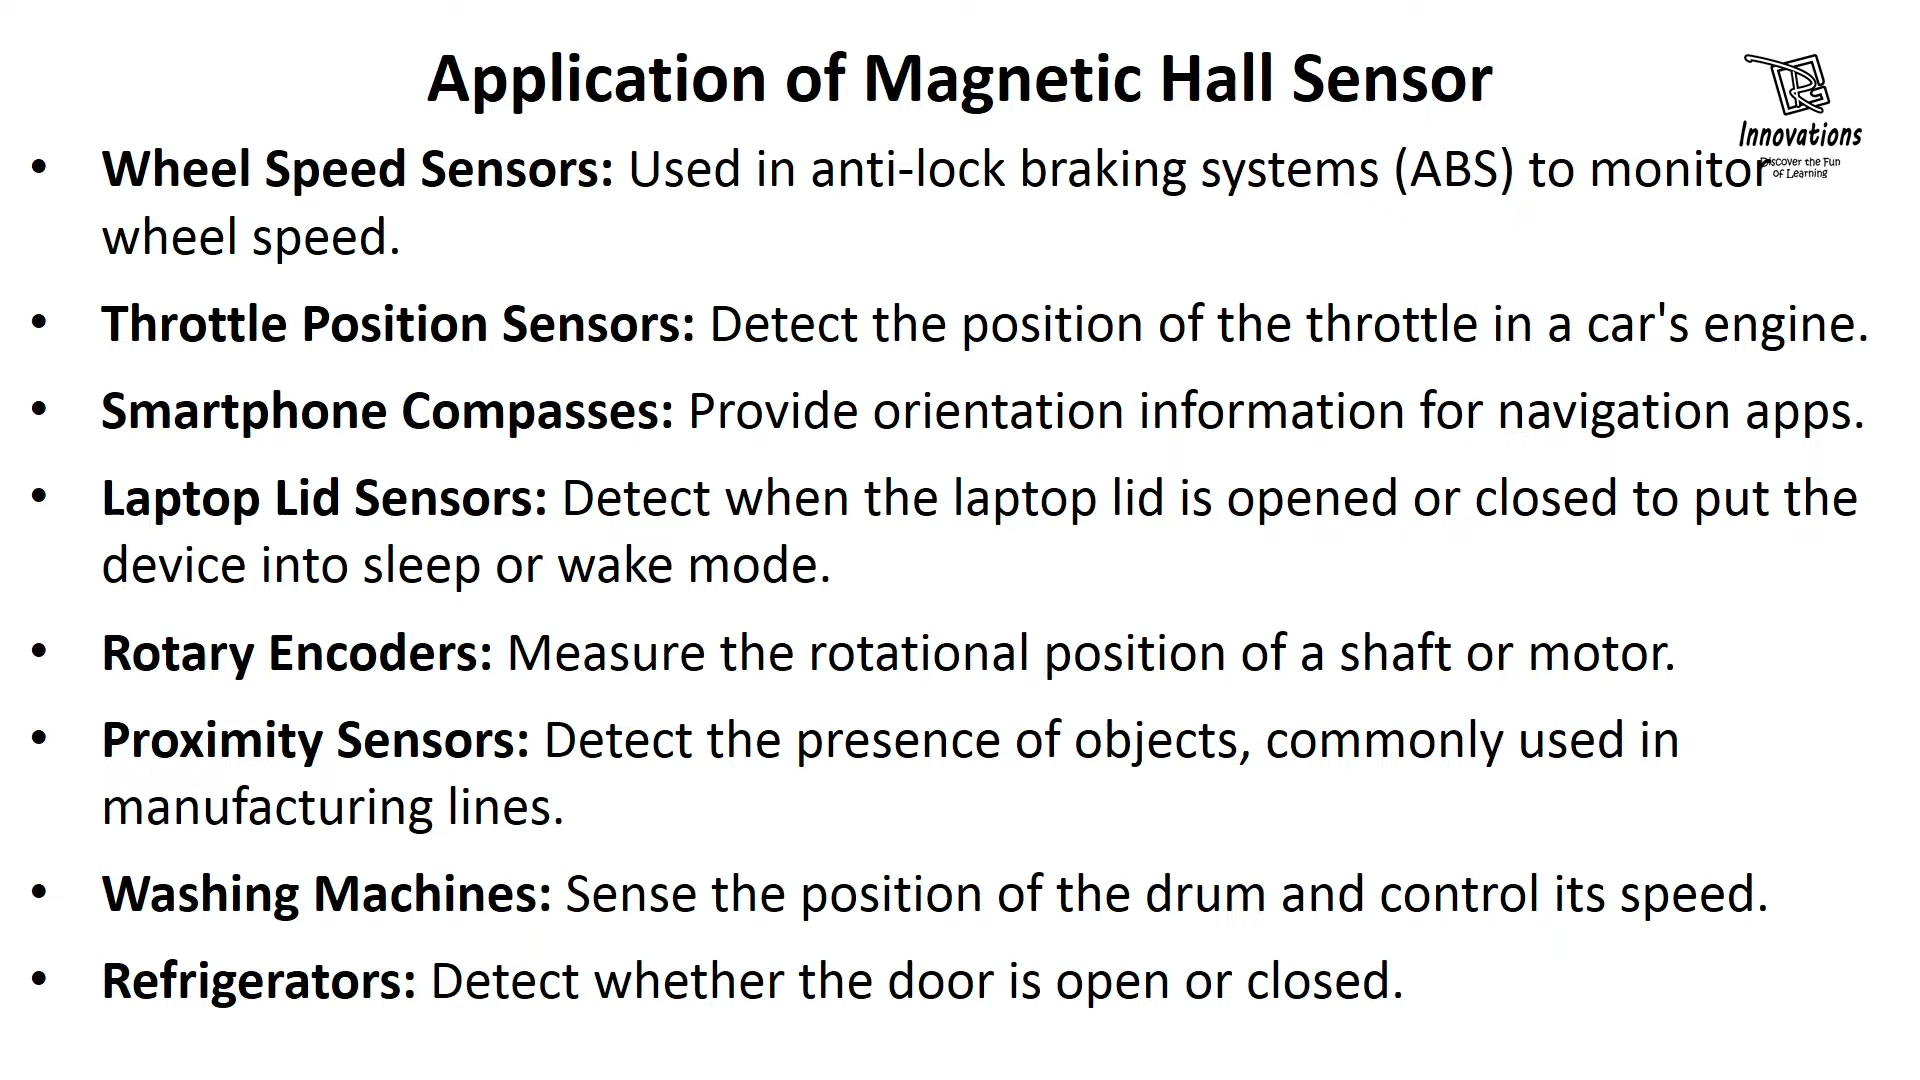 Application of Magnetic Hall Sensor
Innovations
Discover the Fun
of Learning
• Wheel Speed Sensors: Used in anti-lock braking systems (ABS) to monitor
wheel speed.
• Throttle Position Sensors: Detect the position of the throttle in a car's engine.
• Smartphone Compasses: Provide orientation information for navigation apps.
• Laptop Lid Sensors: Detect when the laptop lid is opened or closed to put the
device into sleep or wake mode.
• Rotary Encoders: Measure the rotational position of a shaft or motor.
• Proximity Sensors: Detect the presence of objects, commonly used in
manufacturing lines.
• Washing Machines: Sense the position of the drum and control its speed.
• Refrigerators: Detect whether the door is open or closed.